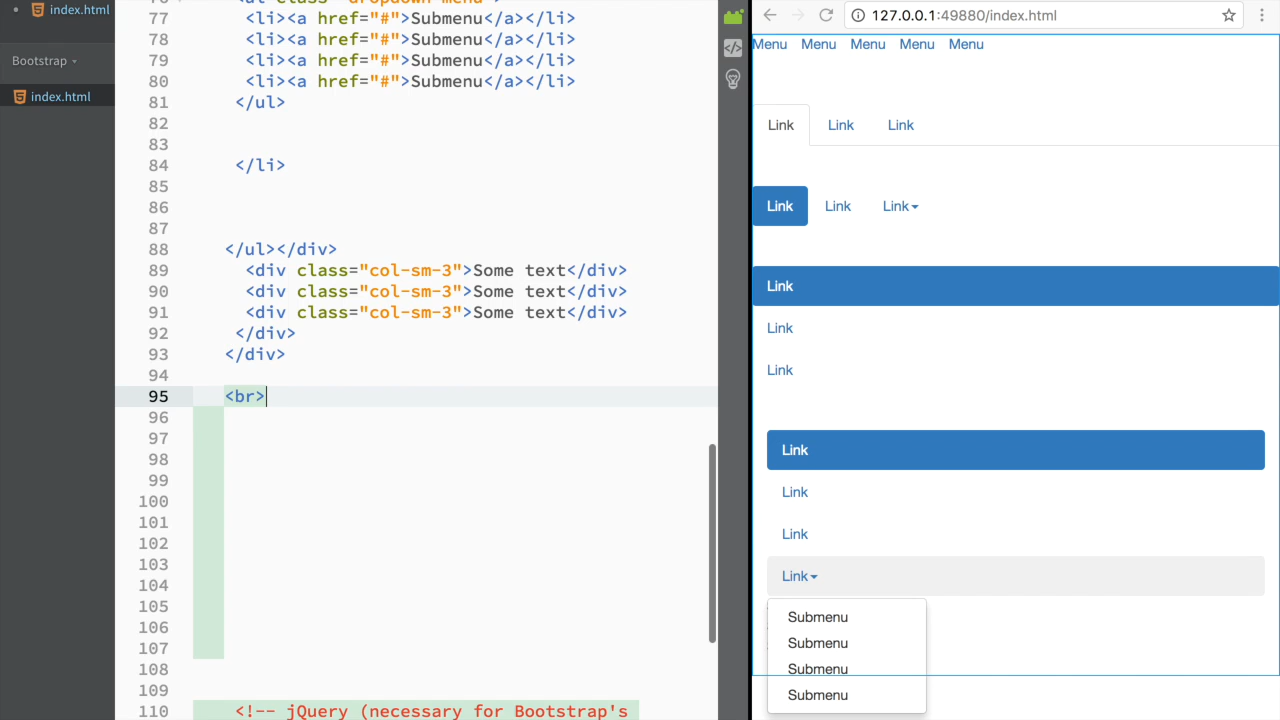 index.html
Bootstrap
index.html
77 <li><a href="#">Submenu</a></li>
78 <li><a href="#">Submenu</a></li>
79 <li><a href="#">Submenu</a></li>
80 <li><a href="#">Submenu</a></li>
81 </ul>
82
83
84 </li>
85
86
87
88 </ul></div>
89 <div class="col-sm-3">Some text</div>
90 <div class="col-sm-3">Some text</div>
91 <div class="col-sm-3">Some text</div>
92 </div>
93 </div>
94
95 <br>
96
97
98
99
100
101
102
103
104
105
106
107
108
109
110 <!-- jQuery (necessary for Bootstrap's
127.0.0.1:49880/index.html
Menu Menu Menu Menu Menu
Link Link Link
Link Link Link
Link
Link
Link
Link
Link
Link
Link
Submenu
Submenu
Submenu
Submenu